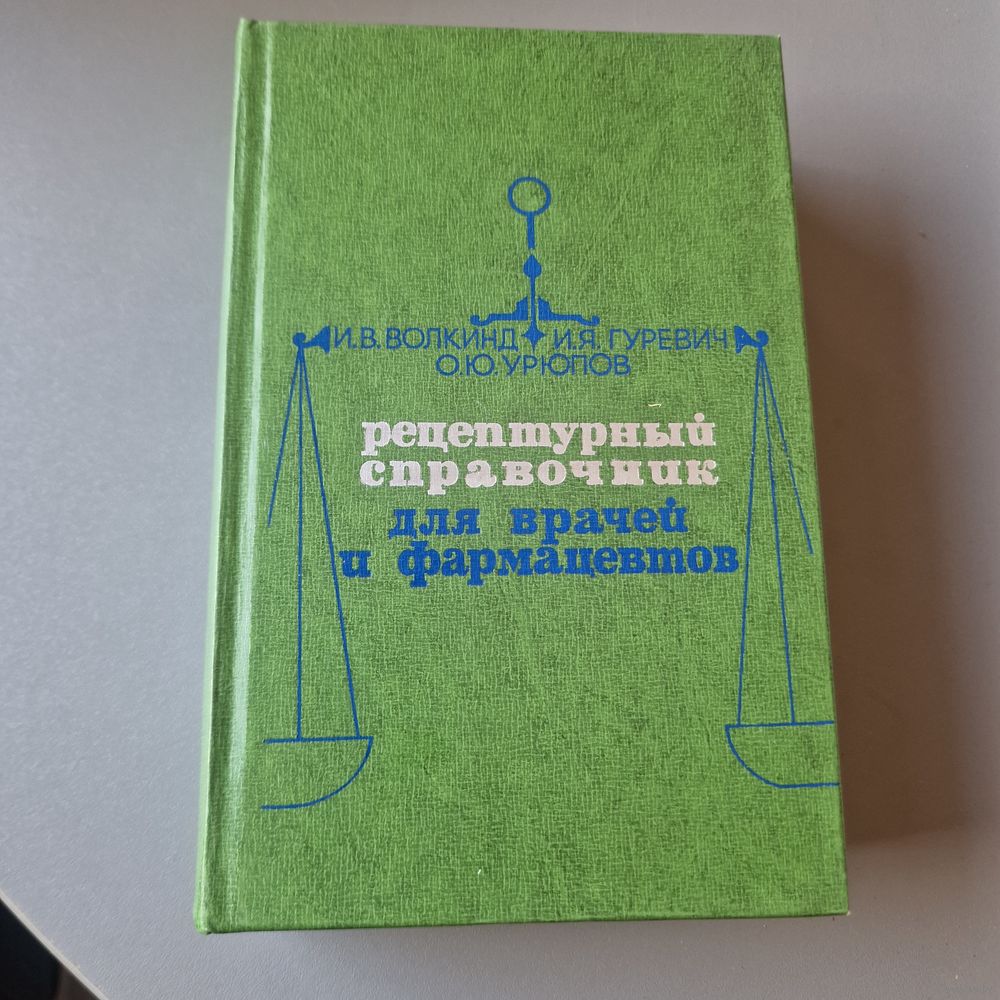 И.В. ВОЛКИНД И.Я. ГУРЕВИЧ
О.Ю. УРЮПОВ
рецептурный
справочник
для врачей
и фармацевтов